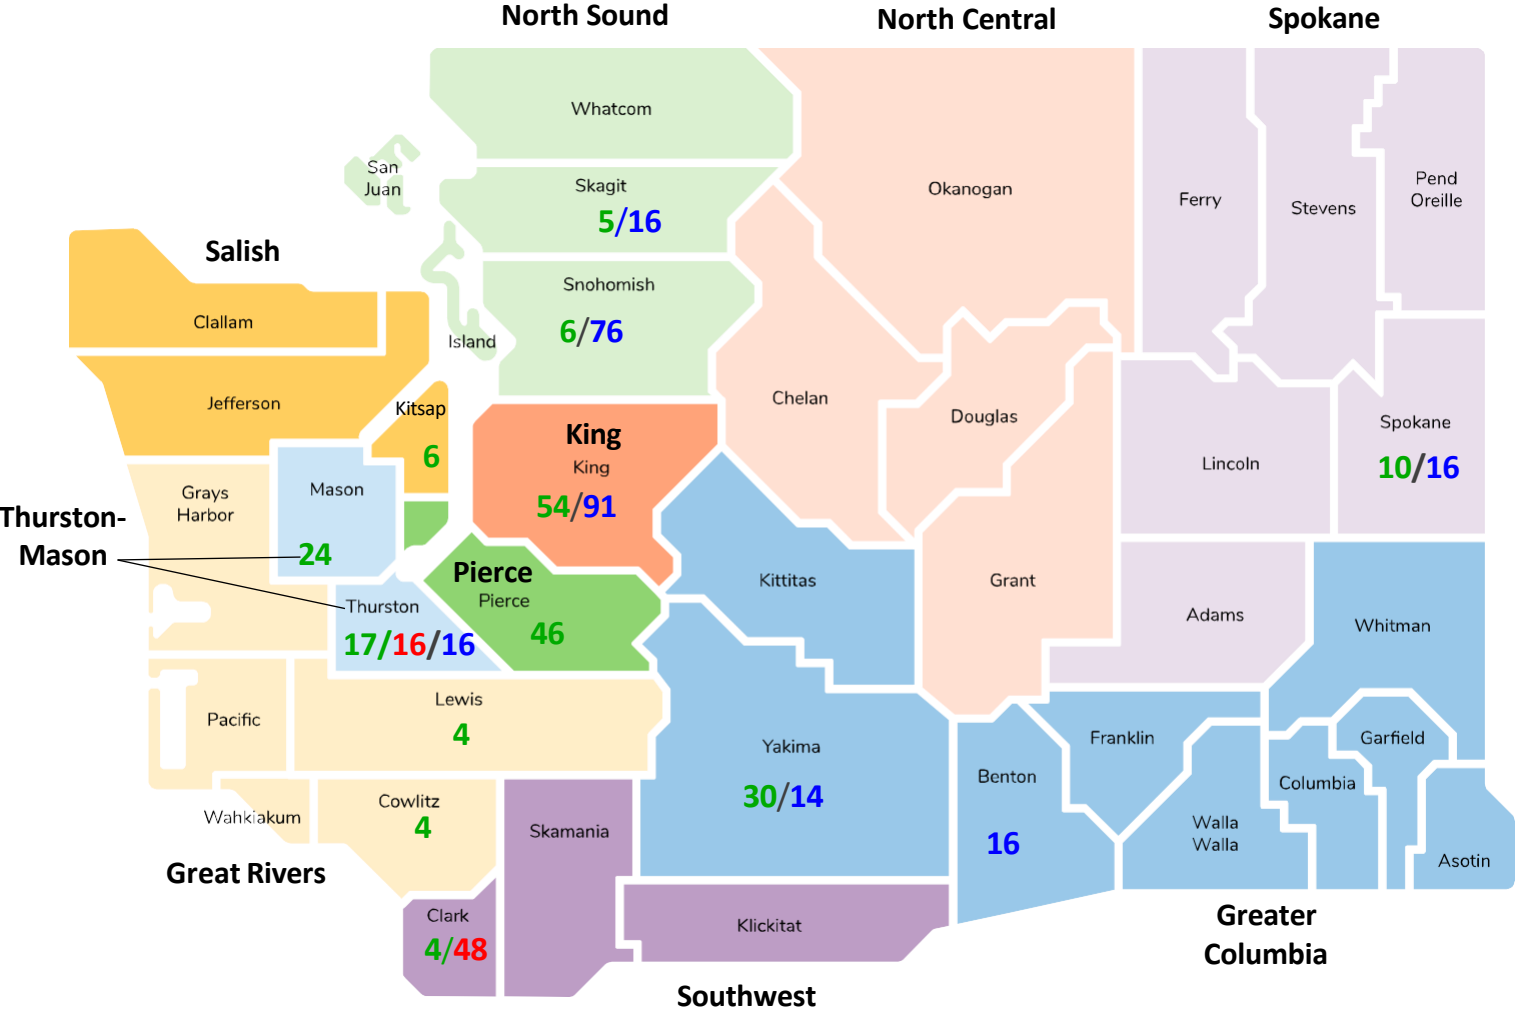 North Sound
North Central
Spokane
Whatcom
San
Juan
Skagit
5/16
Okanogan
Ferry
Stevens
Pend
Oreille
Salish
Clallam
Snohomish
6/76
Island
Jefferson
Kitsap
6
Chelan
Douglas
King
King
54/91
Lincoln
Spokane
10/16
Grays
Harbor
Mason
24
Thurston-
Mason
Pierce
Pierce
46
Kittitas
Grant
Adams
Whitman
Thurston
17/16/16
Lewis
4
Pacific
Yakima
30/14
Franklin
Garfield
Benton
16
Columbia
Wahkiakum
Cowlitz
4
Skamania
Walla
Walla
Asotin
Great Rivers
Clark
4/48
Klickitat
Greater
Columbia
Southwest